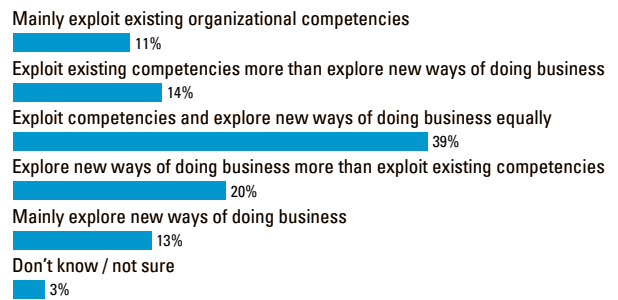 Mainly exploit existing organizational competencies
11%
Exploit existing competencies more than explore new ways of doing business
14%
Exploit competencies and explore new ways of doing business equally
39%
Explore new ways of doing business more than exploit existing competencies
20%
Mainly explore new ways of doing business
13%
Don’t know / not sure
3%